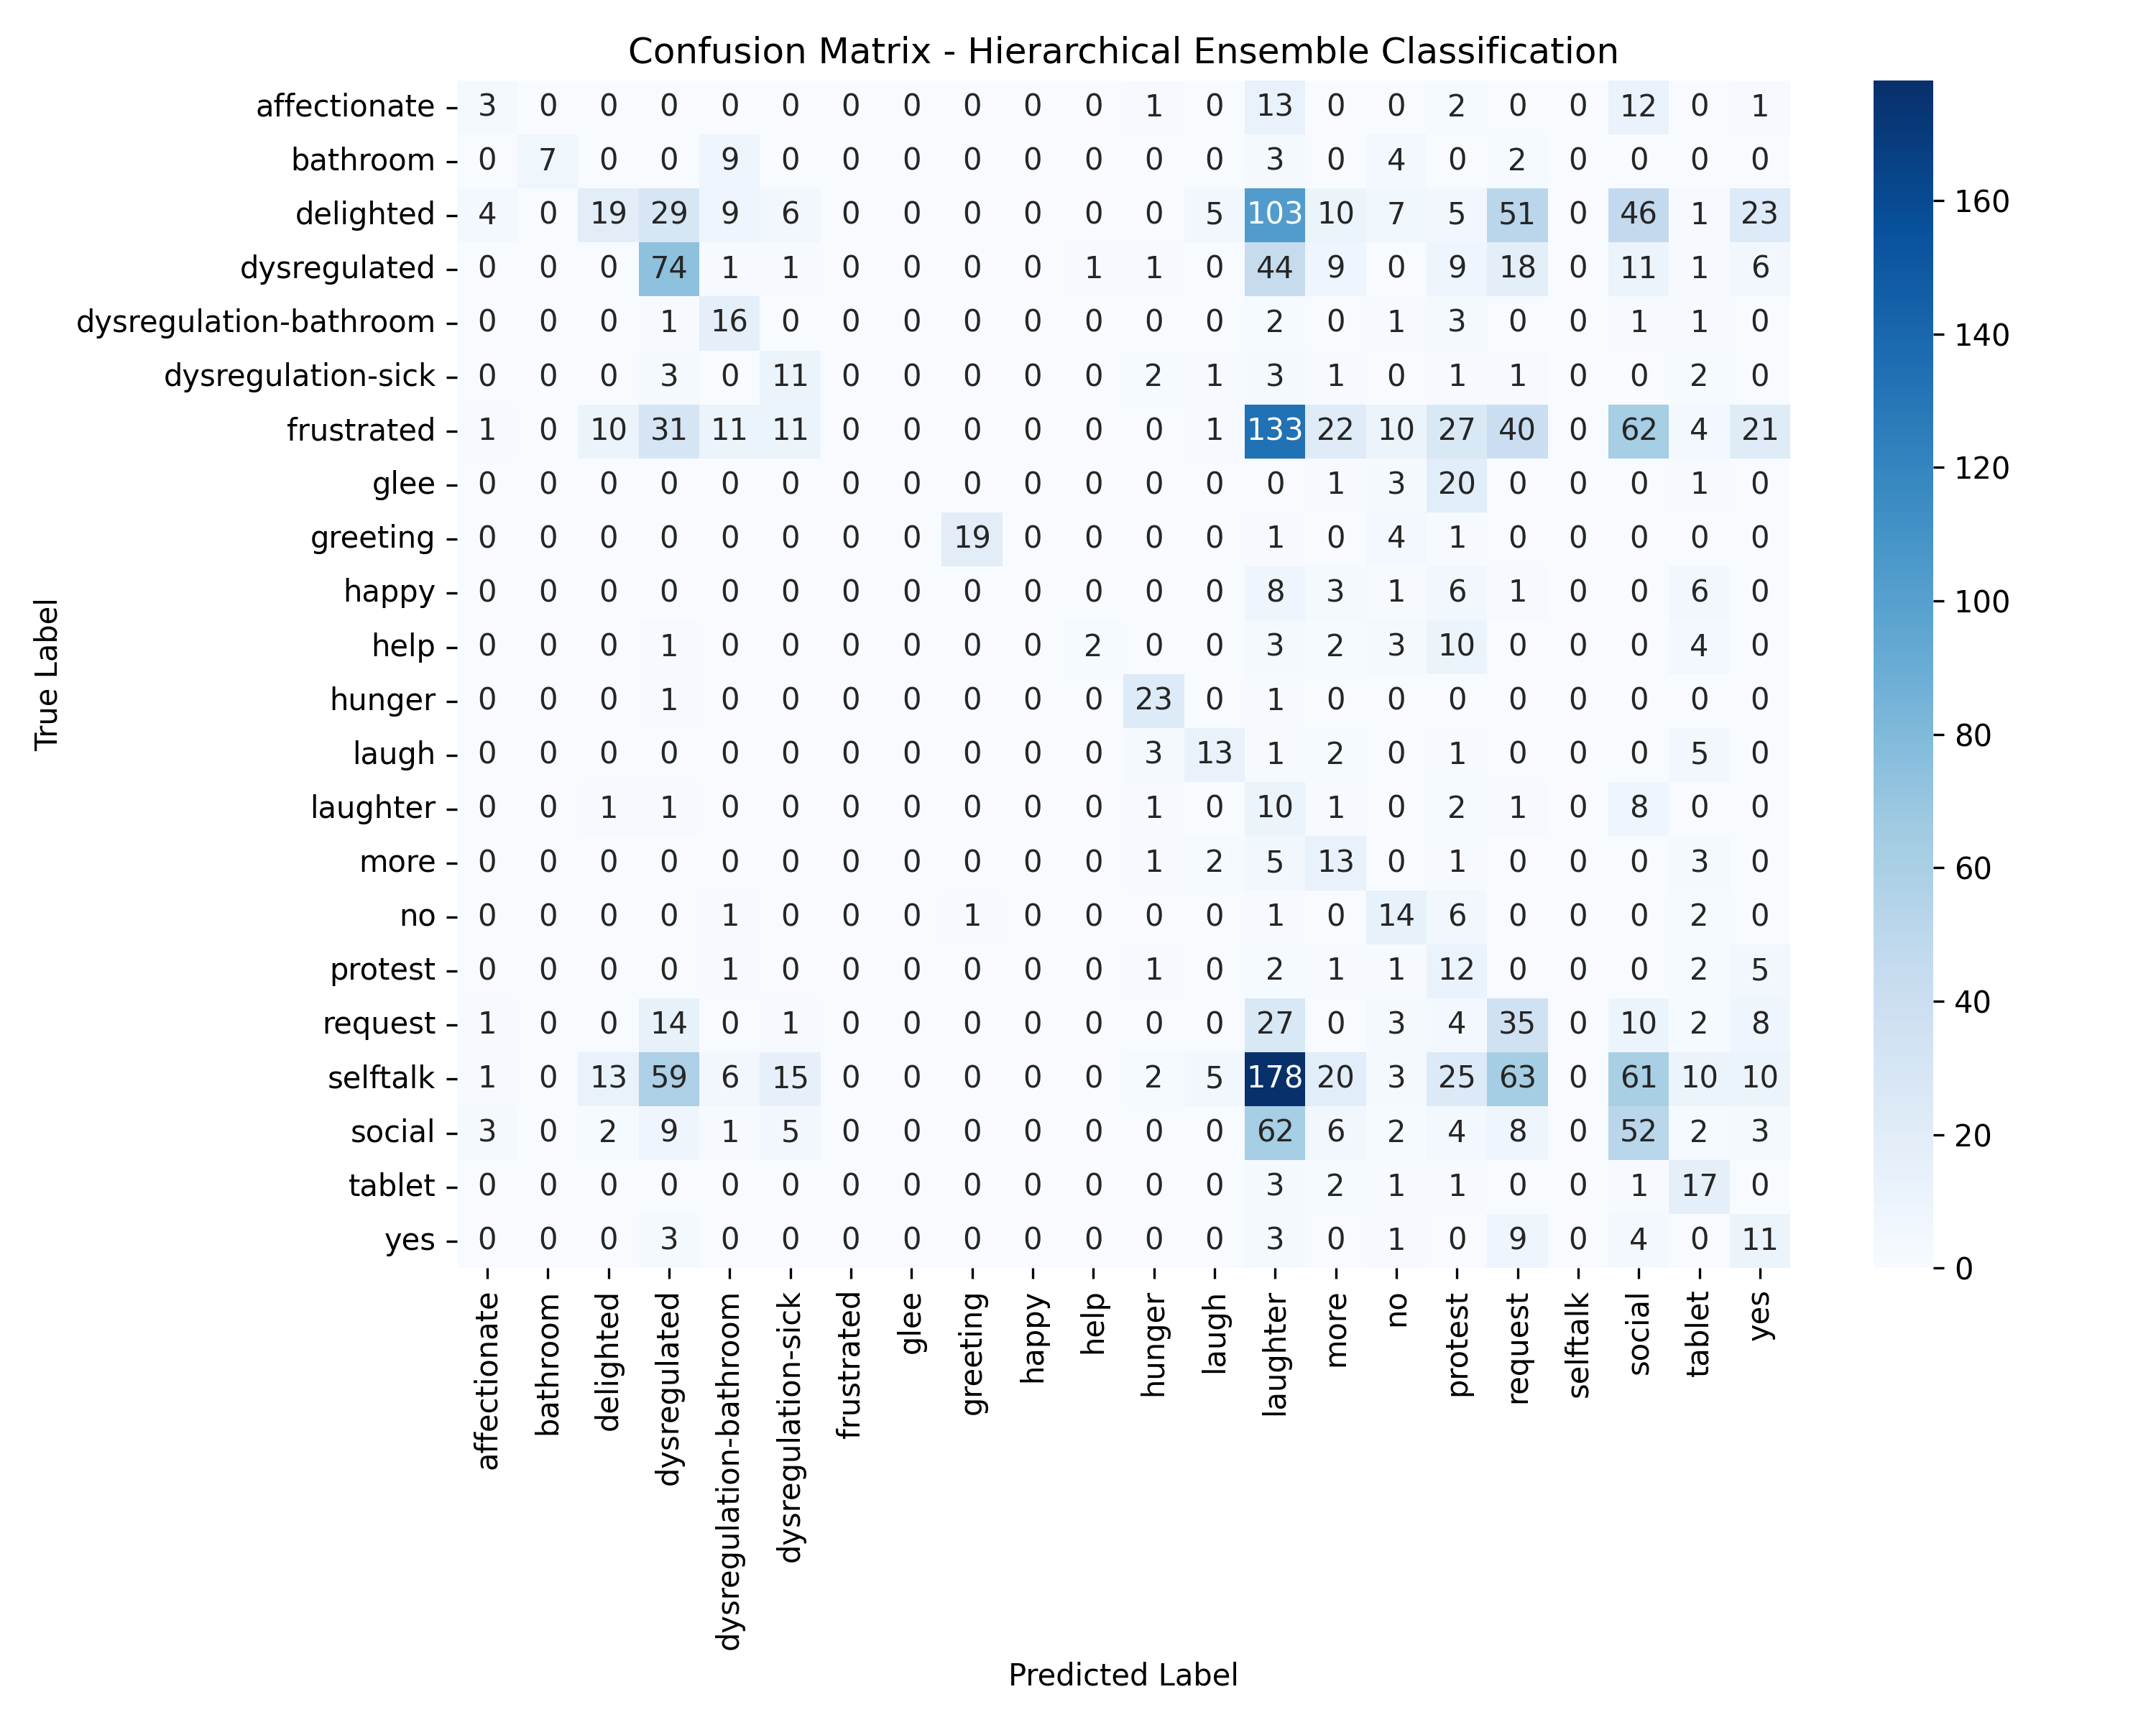 Confusion Matrix - Hierarchical Ensemble Classification
affectionate 3 0 0 0 0 0 0 0 0 0 0 1 0 13 0 0 2 0 0 12 0 1
bathroom 0 7 0 0 9 0 0 0 0 0 0 0 0 3 0 4 0 2 0 0 0 0
delighted 4 0 19 29 9 6 0 0 0 0 0 0 5 103 10 7 5 51 0 46 1 23
dysregulated 0 0 0 74 1 1 0 0 0 0 1 1 0 44 9 0 9 18 0 11 1 6
dysregulation-bathroom 0 0 0 1 16 0 0 0 0 0 0 0 0 2 0 1 3 0 0 1 1 0
dysregulation-sick 0 0 0 3 0 11 0 0 0 0 0 2 1 3 1 0 1 1 0 0 2 0
frustrated 1 0 10 31 11 11 0 0 0 0 0 0 1 133 22 10 27 40 0 62 4 21
glee 0 0 0 0 0 0 0 0 0 0 0 0 0 0 1 3 20 0 0 0 1 0
greeting 0 0 0 0 0 0 0 0 19 0 0 0 0 1 0 4 1 0 0 0 0 0
happy 0 0 0 0 0 0 0 0 0 0 0 0 0 8 3 1 6 1 0 0 6 0
help 0 0 0 1 0 0 0 0 0 0 2 0 0 3 2 3 10 0 0 0 4 0
hunger 0 0 0 1 0 0 0 0 0 0 0 23 0 1 0 0 0 0 0 0 0 0
laugh 0 0 0 0 0 0 0 0 0 0 0 3 13 1 2 0 1 0 0 0 5 0
laughter 0 0 1 1 0 0 0 0 0 0 0 1 0 10 1 0 2 1 0 8 0 0
more 0 0 0 0 0 0 0 0 0 0 0 1 2 5 13 0 1 0 0 0 3 0
no 0 0 0 0 1 0 0 0 1 0 0 0 0 1 0 14 6 0 0 0 2 0
protest 0 0 0 0 1 0 0 0 0 0 0 1 0 2 1 1 12 0 0 0 2 5
request 1 0 0 14 0 1 0 0 0 0 0 0 0 27 0 3 4 35 0 10 2 8
selftalk 1 0 13 59 6 15 0 0 0 0 0 2 5 178 20 3 25 63 0 61 10 10
social 3 0 2 9 1 5 0 0 0 0 0 0 0 62 6 2 4 8 0 52 2 3
tablet 0 0 0 0 0 0 0 0 0 0 0 0 0 3 2 1 1 0 0 1 17 0
yes 0 0 0 3 0 0 0 0 0 0 0 0 0 3 0 1 0 9 0 4 0 11
True Label
affectionate
bathroom
delighted
dysregulated
dysregulation-bathroom
dysregulation-sick
frustrated
glee
greeting
happy
help
hunger
laugh
laughter
more
no
protest
request
selftalk
social
tablet
yes
Predicted Label
160
140
120
100
80
60
40
20
0